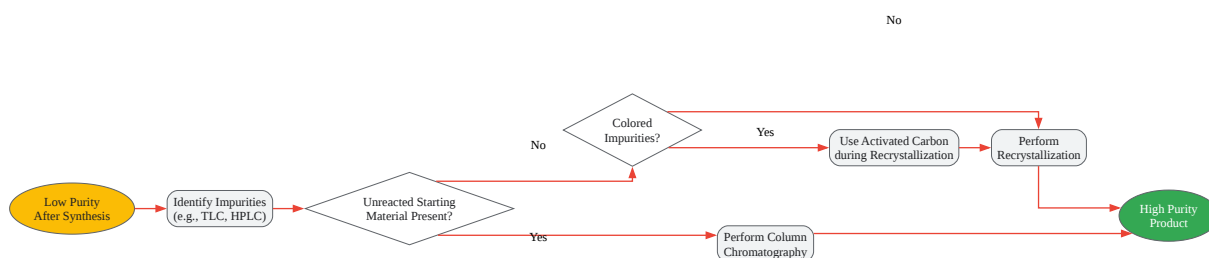 No
Colored
Impurities?
Yes
Use Activated Carbon
during Recrystallization
Perform
Recrystallization
No
Low Purity
After Synthesis
Identify Impurities
(e.g., TLC, HPLC)
Unreacted Starting
Material Present?
High Purity
Product
Yes
Perform Column
Chromatography